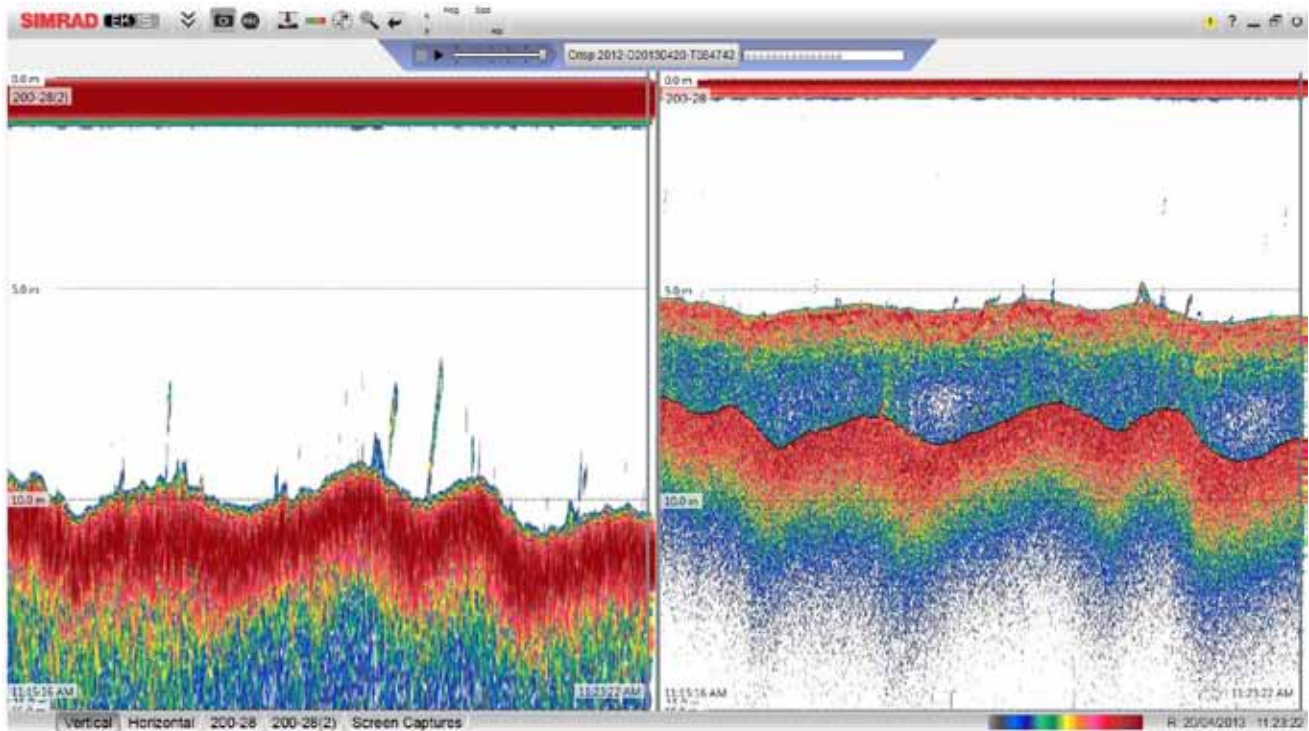 SIMRAD EK15
Crisp 2012-D20130420-T084742
0.0 m
200-28(2)
5.0 m
10.0 m
11:15:16 AM
11:23:22 AM
0.0 m
200-28
5.0 m
10.0 m
11:15:16 AM
11:23:22 AM
Vertical Horizontal 200-28 200-28(2) Screen Captures
R: 20/04/2013 11:23:22